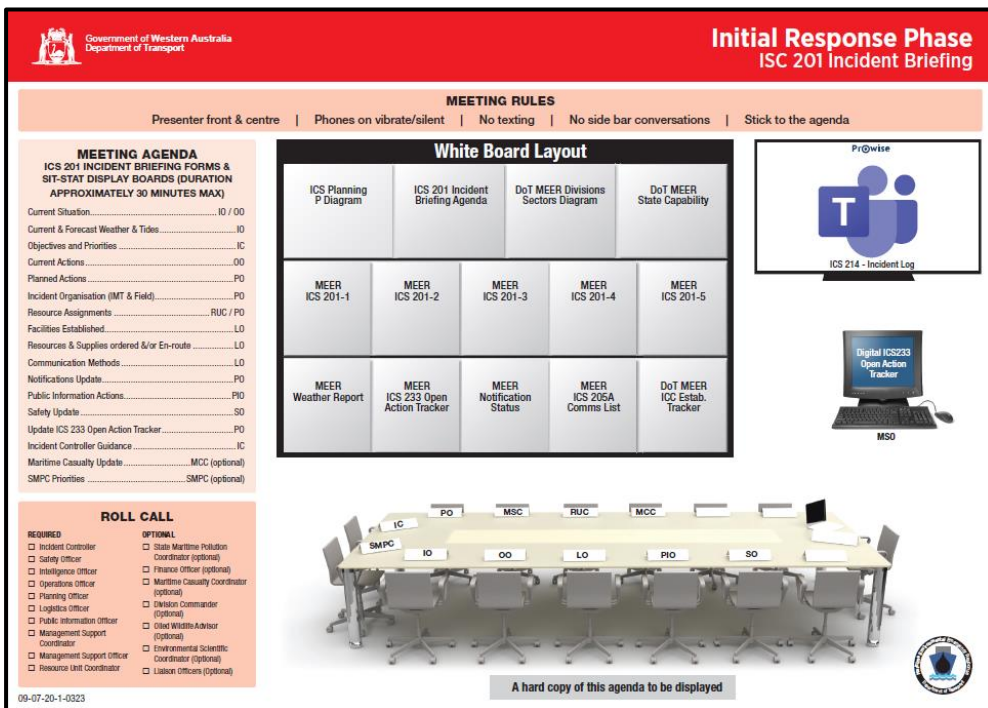 Government of Western Australia
Department of Transport
Initial Response Phase
ISC 201 Incident Briefing
MEETING RULES
Presenter front & centre | Phones on vibrate/silent | No texting | No side bar conversations | Stick to the agenda
MEETING AGENDA
ICS 201 INCIDENT BRIEFING FORMS &
SIT-STAT DISPLAY BOARDS (DURATION
APPROXIMATELY 30 MINUTES MAX)
Current Situation.......... IO / OO
Current & Forecast Weather & Tides.......... IO
Objectives and Priorities .......... IC
Current Actions.......... OO
Planned Actions .......... PO
Incident Organisation (IMT & Field).......... PO
Resource Assignments .......... RUC / PO
Facilities Established.......... LO
Resources & Supplies ordered &/or En-route .......... LO
Communication Methods .......... LO
Notifications Update.......... PO
Public Information Actions.......... PIO
Safety Update .......... SO
Update ICS 233 Open Action Tracker.......... PO
Incident Controller Guidance .......... IC
Maritime Casualty Update .......... MCC (optional)
SMPC Priorities .......... SMPC (optional)
ROLL CALL
REQUIRED
Incident Controller
Safety Officer
Intelligence Officer
Operations Officer
Planning Officer
Logistics Officer
Public Information Officer
Management Support
Coordinator
Management Support Officer
Resource Unit Coordinator
OPTIONAL
State Maritime Pollution
Coordinator (optional)
Finance Officer (optional)
Maritime Casualty Coordinator
(optional)
Division Commander
(Optional)
Oiled Wildlife Advisor
(Optional)
Environmental Scientific
Coordinator (Optional)
Liaison Officers (Optional)
09-07-20-1-0323
White Board Layout
ICS Planning
P Diagram
ICS 201 Incident
Briefing Agenda
DoT MEER Divisions
Sectors Diagram
DoT MEER
State Capability
MEER
ICS 201-1
MEER
ICS 201-2
MEER
ICS 201-3
MEER
ICS 201-4
MEER
ICS 201-5
MEER
Weather Report
MEER
ICS 233 Open
Action Tracker
MEER
Notification
Status
MEER
ICS 205A
Comms List
DoT MEER
ICC Estab.
Tracker
Prowise
T
ICS 214 - Incident Log
Digital ICS233
Open Action
Tracker
MSO
IC
PO
MSC
RUC
MCC
SMPC
IO
OO
LO
PIO
SO
A hard copy of this agenda to be displayed